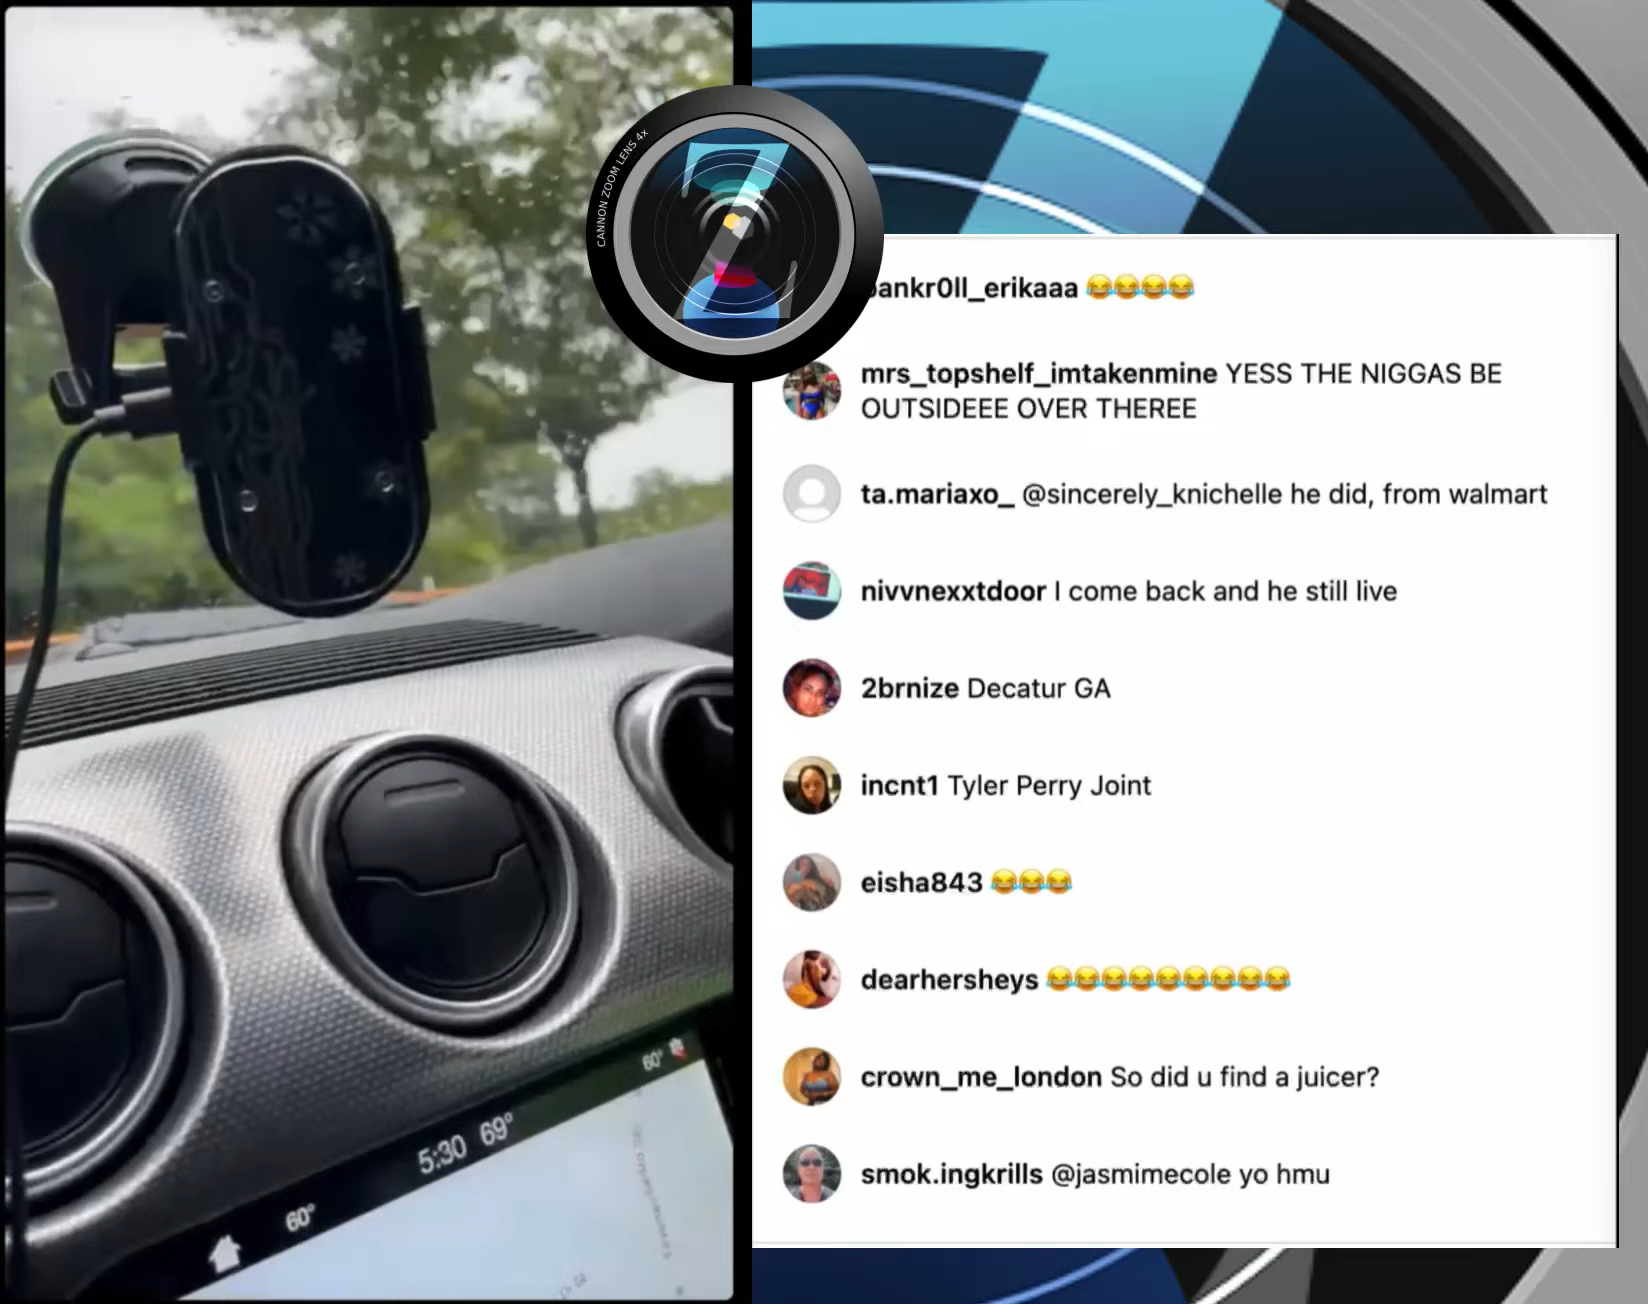 CANNON ZOOM LENS 4x
bankr0ll_erikaaa 😂😂😂😂
mrs_topshelf_imtakenmine YESS THE NIGGAS BE
OUTSIDEEE OVER THEREE
ta.mariaxo_ @sincerely_knichelle he did, from walmart
nivvnexxtdoor I come back and he still live
2brnize Decatur GA
incnt1 Tyler Perry Joint
eisha843 😂😂😂
dearhersheys 😂😂😂😂😂😂😂😂😂
crown_me_london So did u find a juicer?
smok.ingkrills @jasmimecole yo hmu
60°
5:30 69°
60°